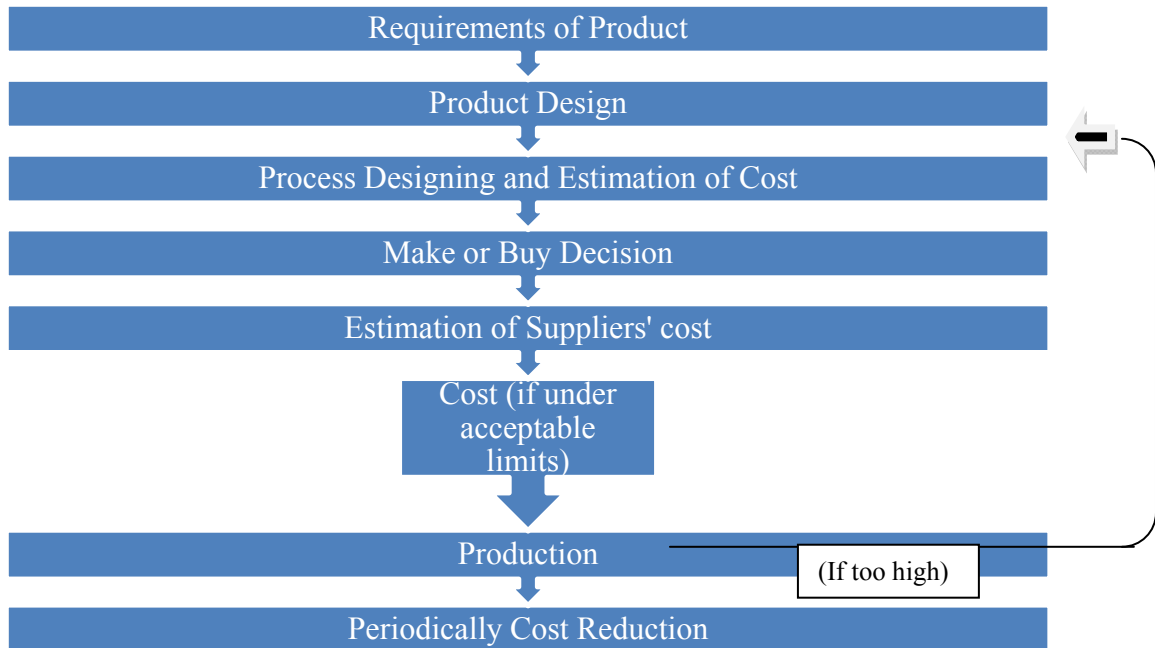 Requirements of Product
Product Design
Process Designing and Estimation of Cost
Make or Buy Decision
Estimation of Suppliers' cost
Cost (if under
acceptable
limits)
Production
(If too high)
Periodically Cost Reduction